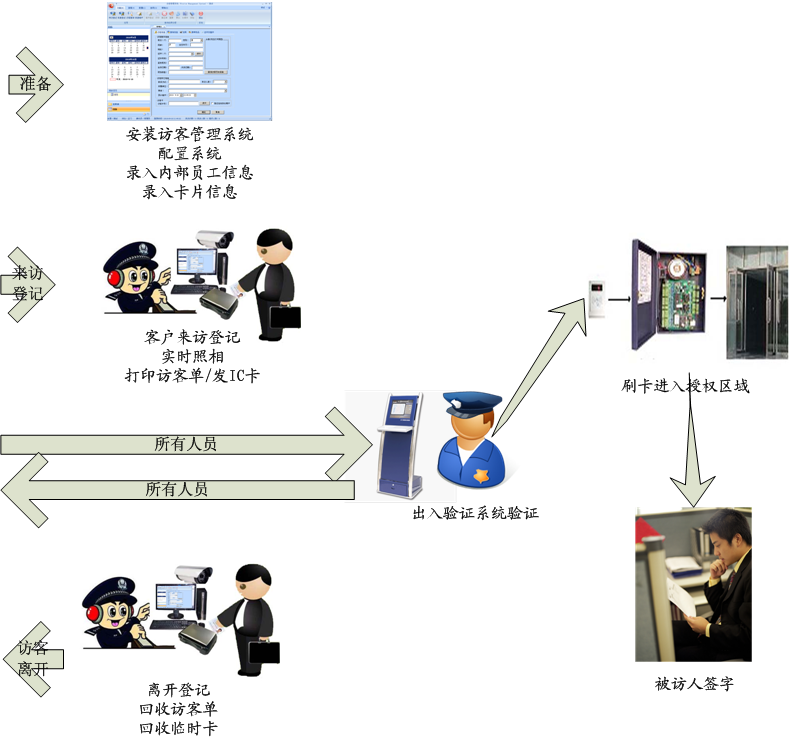 准备
安装访客管理系统
配置系统
录入内部员工信息
录入卡片信息
来访
登记
客户来访登记
实时照相
打印访客单/发IC卡
刷卡进入授权区域
所有人员
所有人员
出入验证系统验证
访客
离开
离开登记
回收访客单
回收临时卡
被访人签字